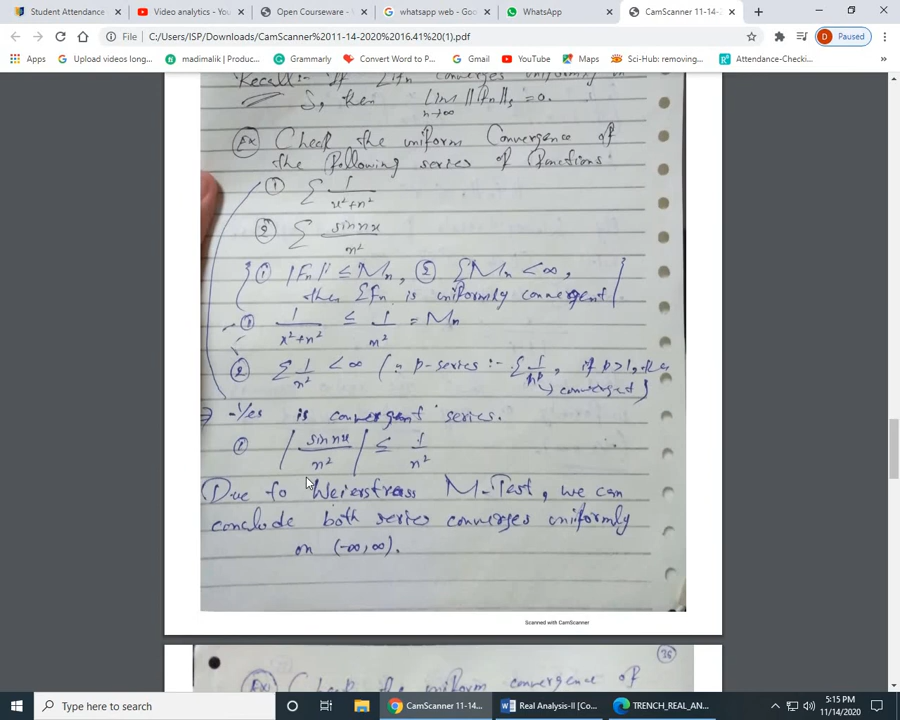 Student Attendance
Video analytics - You
Open Courseware -
whatsapp web - Goo
WhatsApp
CamScanner 11-14-
File
C:/Users/ISP/Downloads/CamScanner%2011-14-2020%2016.41%20(1).pdf
D
Paused
Apps
Upload videos long...
madimalik | Produc...
Grammarly
Convert Word to P...
Gmail
YouTube
Maps
Sci-Hub: removing...
Attendance-Checki...
Recall:- If Σfn converges uniformly on
S, then lim n→∞ ||Fn||s = 0.
Ex Check the uniform Convergence of
the following series of functions
① Σ 1/(x²+n²)
② Σ sin nx/n²
{ ① |Fn| ≤ Mn, ② ΣMn < ∞,
then ΣFn is uniformly convergent }
① 1/(x²+n²) ≤ 1/n² = Mn
② Σ 1/n² < ∞ (∵ p-series :- Σ 1/n^p, if p>1, then
↳ converged)
⇒ Yes is convergent series.
① |sin nx/n²| ≤ 1/n²
Due to Weierstrass M-Test, we can
conclude both series converges uniformly
on (-∞,∞).
Scanned with CamScanner
36
Ex: Check the uniform convergence of
Type here to search
CamScanner 11-14...
Real Analysis-II [Co...
TRENCH_REAL_AN...
5:15 PM
11/14/2020